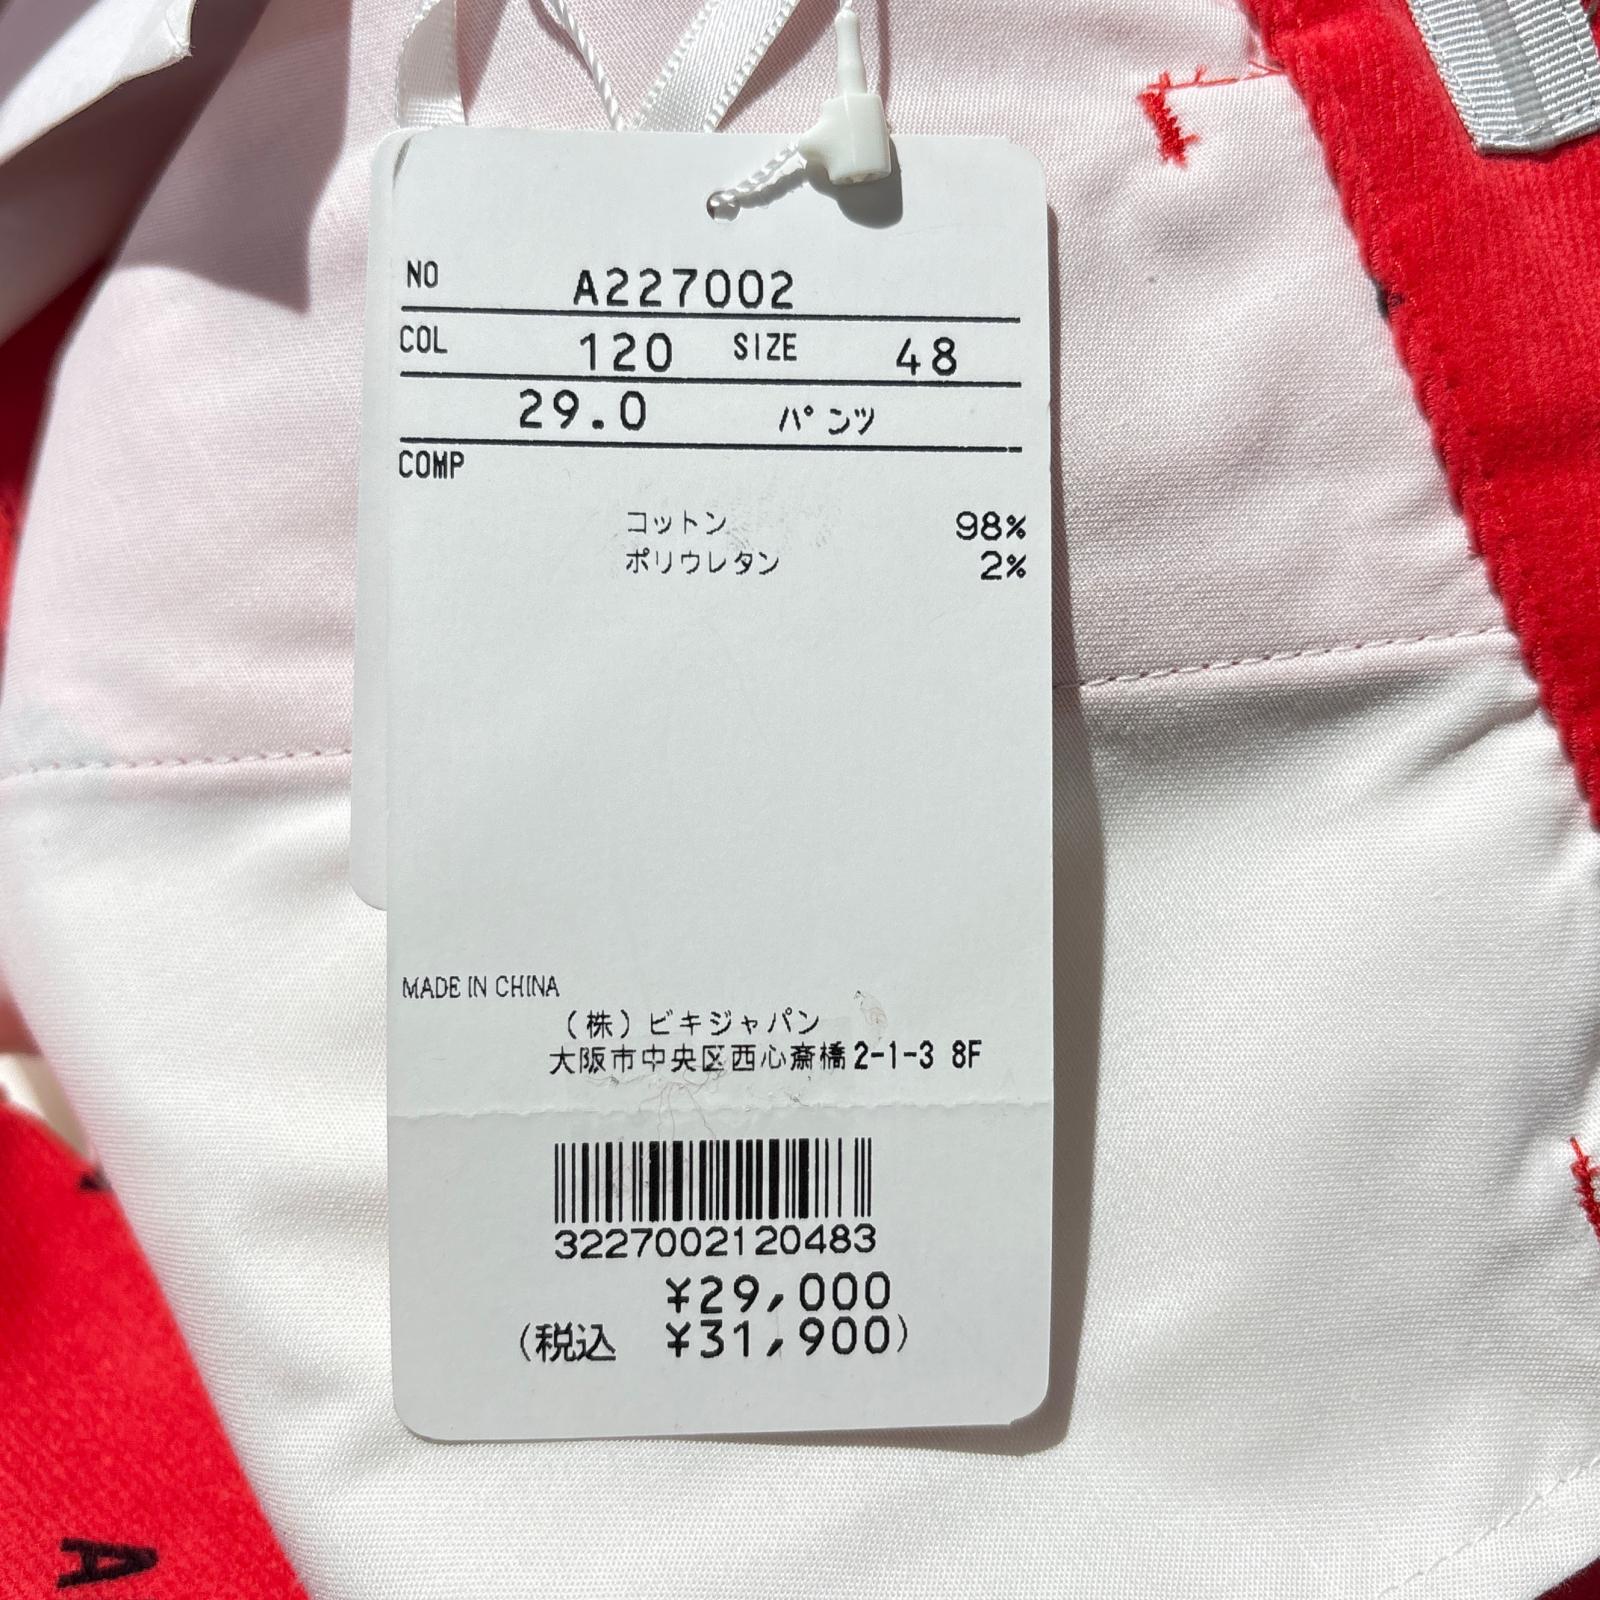 NO A227002
COL 120 SIZE 48
29.0 パンツ
COMP
コットン 98%
ポリウレタン 2%
MADE IN CHINA
(株)ビキジャパン
大阪市中央区西心斎橋2-1-3 8F
3227002120483
¥29,000
(税込 ¥31,900)
A